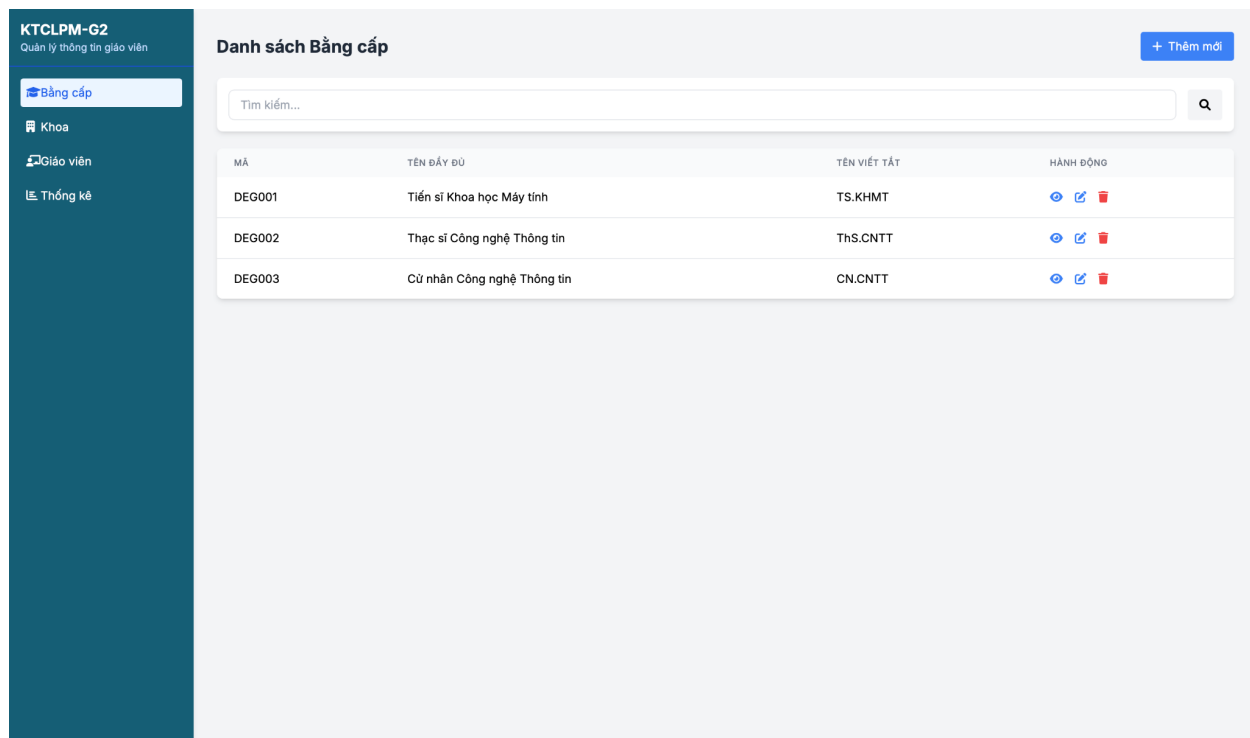 KTCLPM-G2
Quản lý thông tin giáo viên
Bằng cấp
Khoa
Giáo viên
Thống kê
Danh sách Bằng cấp
+ Thêm mới
Tìm kiếm...
MÃ TÊN ĐẦY ĐỦ TÊN VIẾT TẮT HÀNH ĐỘNG
DEG001 Tiến sĩ Khoa học Máy tính TS.KHMT
DEG002 Thạc sĩ Công nghệ Thông tin ThS.CNTT
DEG003 Cử nhân Công nghệ Thông tin CN.CNTT